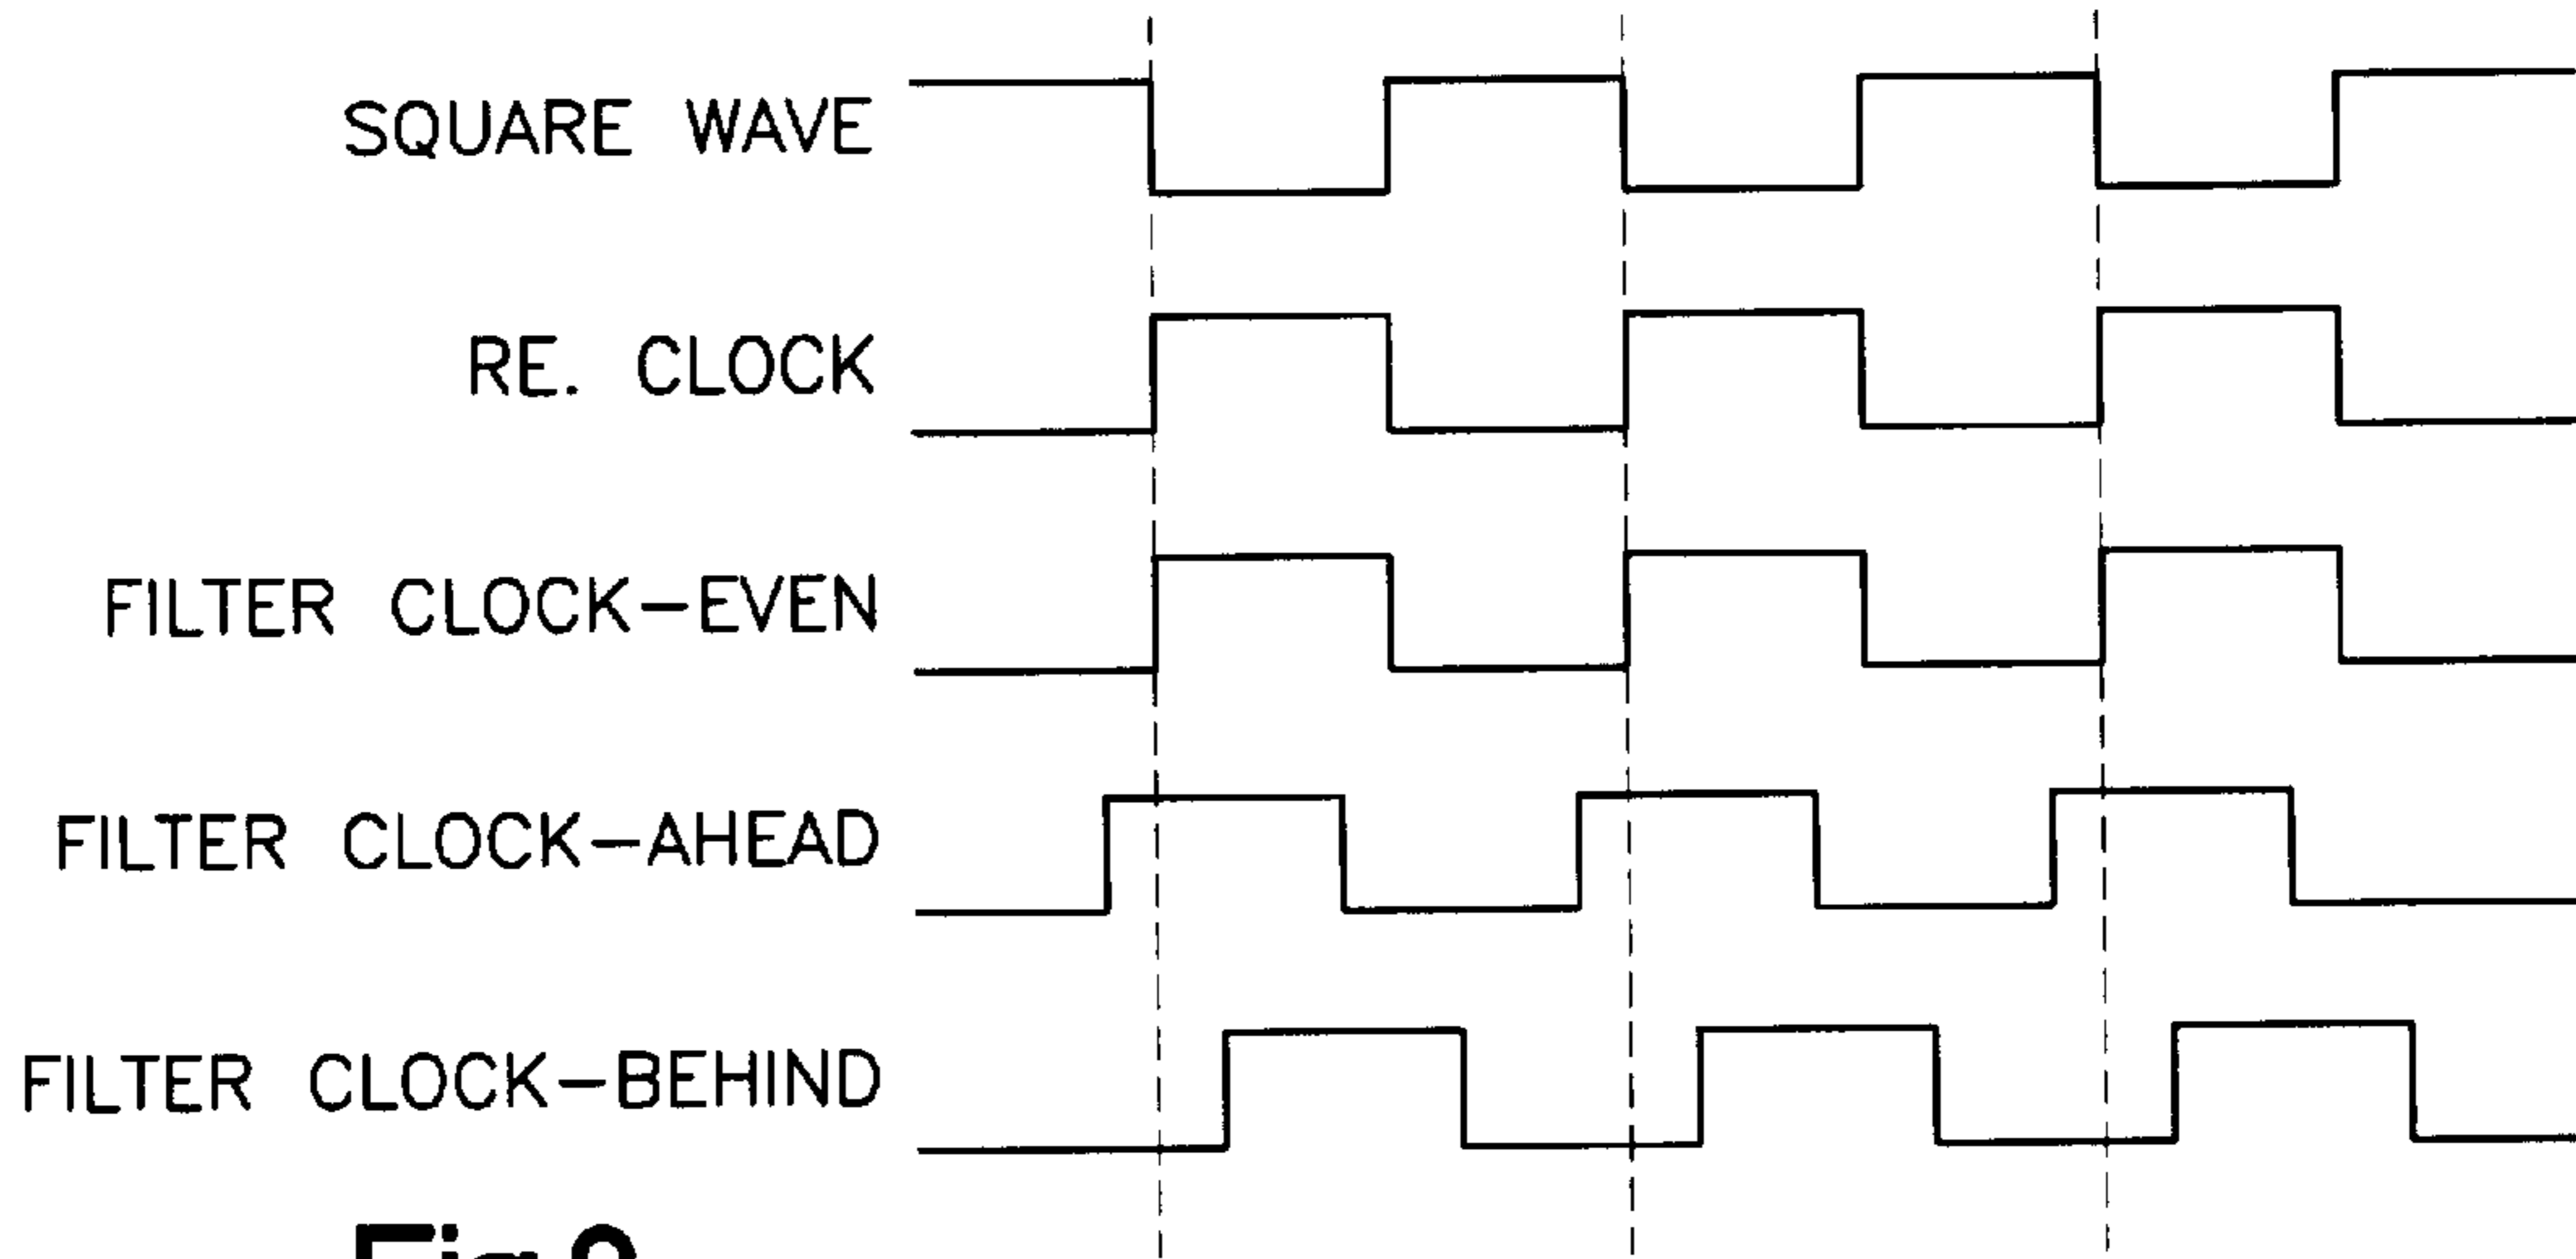 SQUARE WAVE
RE. CLOCK
FILTER CLOCK-EVEN
FILTER CLOCK-AHEAD
FILTER CLOCK-BEHIND